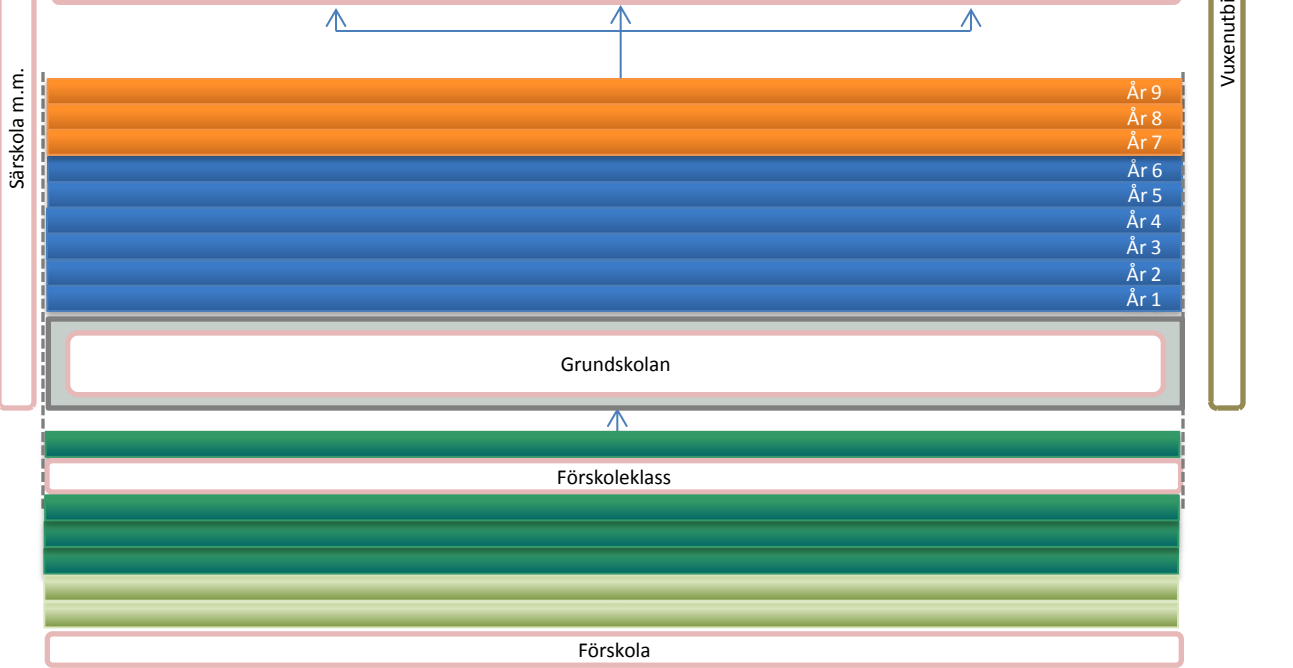 Särskola m.m.
År 9
År 8
År 7
År 6
År 5
År 4
År 3
År 2
År 1
Grundskolan
Förskoleklass
Förskola